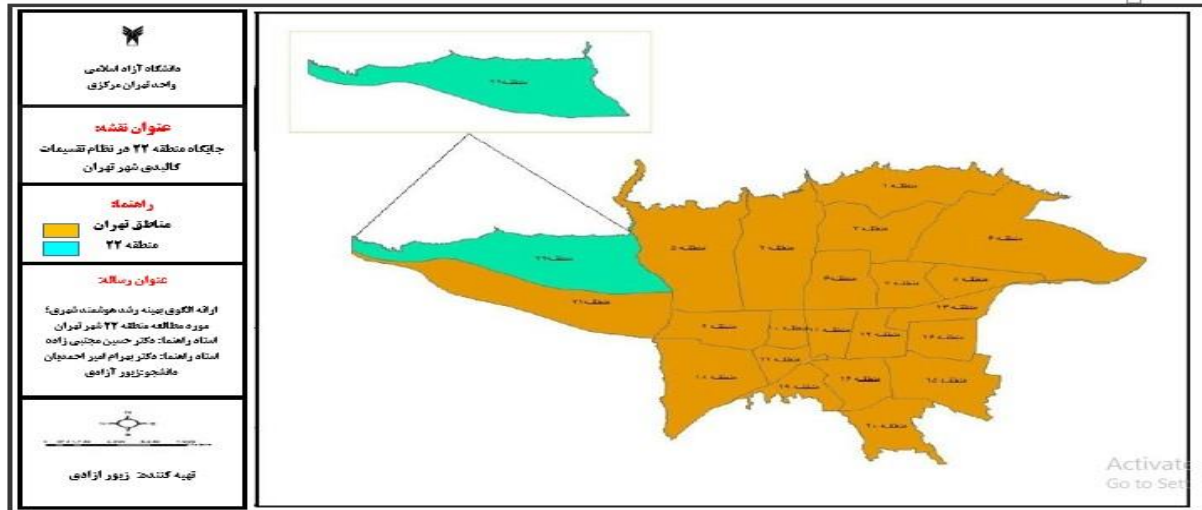 دانشگاه آزاد اسلامی
واحد تهران مرکزی
عنوان نقشه:
جایگاه منطقه ۲۲ در نظام تقسیمات
کالبدی شهر تهران
راهنما:
مناطق تهران
منطقه ۲۲
عنوان رساله:
ارائه الگوی بهینه رشد هوشمند شهری؛
مورد مطالعه منطقه ۲۲ شهر تهران
استاد راهنما: دکتر حسین مجتبی زاده
استاد راهنما: دکتر بهرام امیر احمدیان
دانشجو:زیور آزادی
تهیه کننده: زیور ازادی
منطقه ۲۲
منطقه ۱
منطقه ۵
منطقه ۲
منطقه ۳
منطقه ۴
منطقه ۲۲
منطقه ۲۱
منطقه ۶
منطقه ۷
منطقه ۸
منطقه ۱۳
منطقه ۹
منطقه ۱۰
منطقه ۱۱
منطقه ۱۲
منطقه ۱۴
منطقه ۱۷
منطقه ۱۸
منطقه ۱۹
منطقه ۱۶
منطقه ۱۵
منطقه ۲۰
Activate
Go to Sett